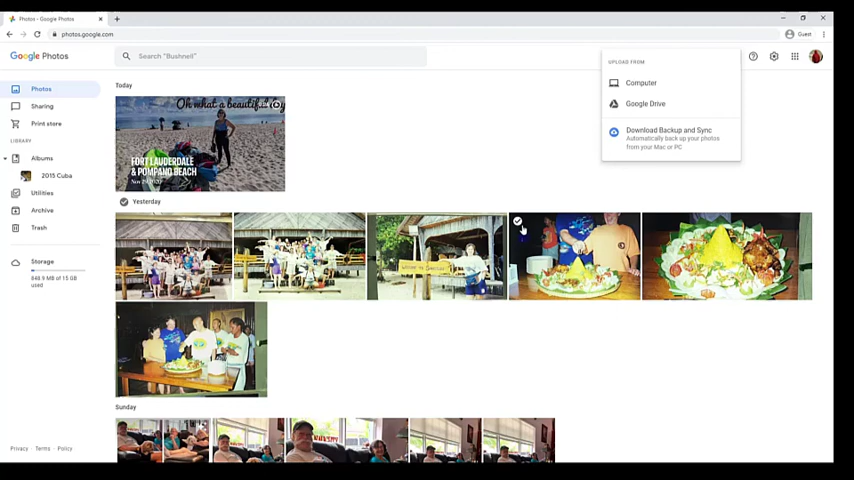 Photos - Google Photos
photos.google.com
Guest
Google Photos
Search "Bushnell"
UPLOAD FROM
Computer
Google Drive
Download Backup and Sync
Automatically back up your photos
from your Mac or PC
Photos
Sharing
Print store
LIBRARY
Albums
2015 Cuba
Utilities
Archive
Trash
Storage
848.9 MB of 15 GB
used
Today
Oh what a beautiful day
FORT LAUDERDALE
& POMPANO BEACH
Yesterday
Sunday
Privacy · Terms · Policy